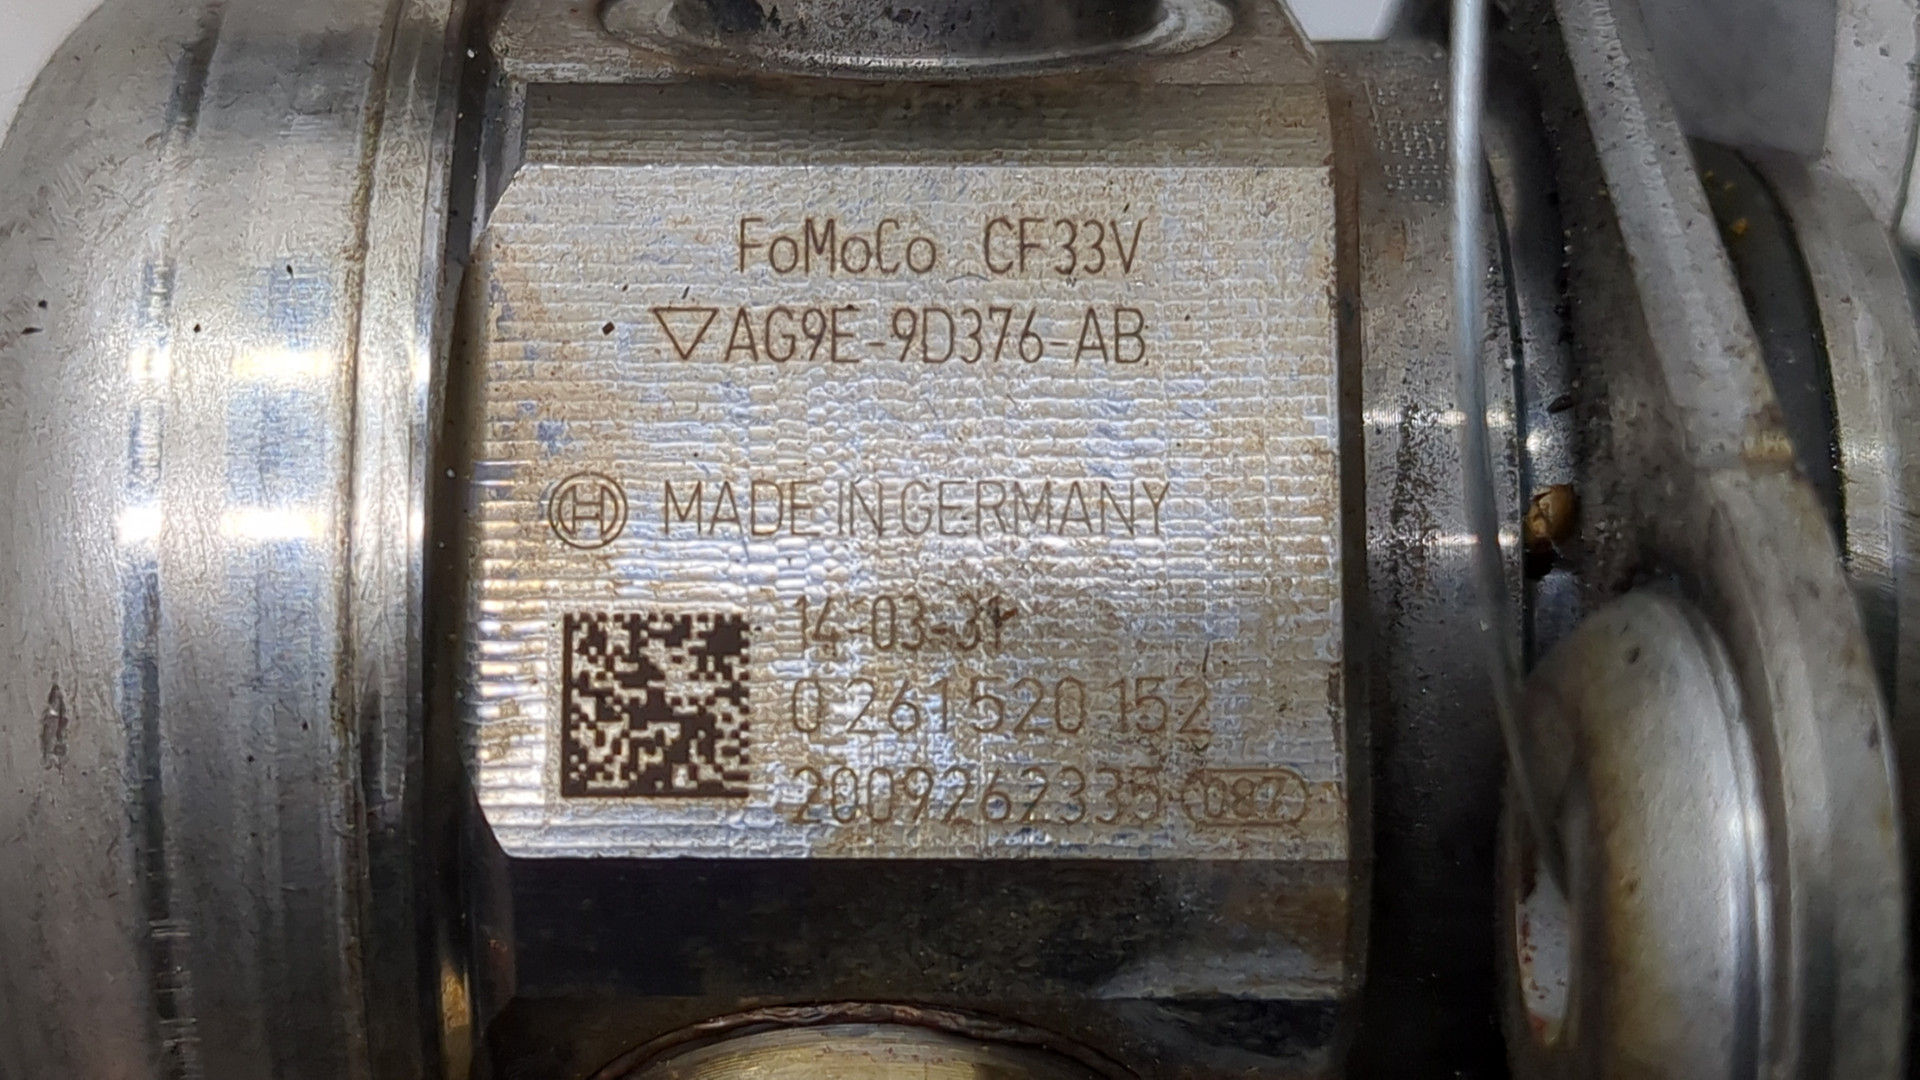 FoMoCo CF33V
▽AG9E-9D376-AB
MADE IN GERMANY
14-03-31
0 261 520 152
2009262335 087